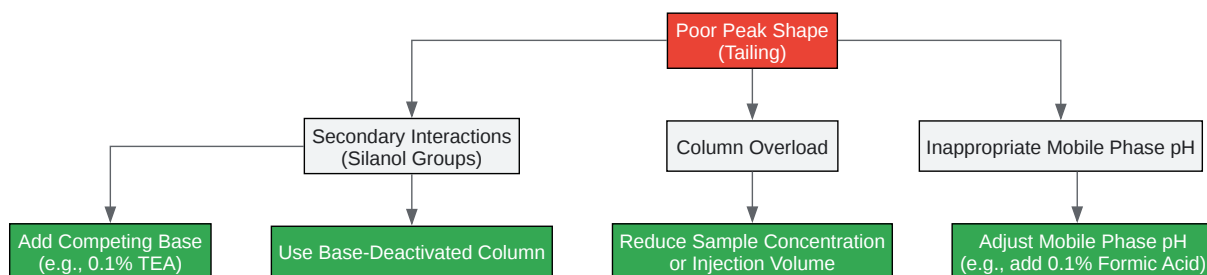 Poor Peak Shape
(Tailing)
Secondary Interactions
(Silanol Groups)
Column Overload
Inappropriate Mobile Phase pH
Add Competing Base
(e.g., 0.1% TEA)
Use Base-Deactivated Column
Reduce Sample Concentration
or Injection Volume
Adjust Mobile Phase pH
(e.g., add 0.1% Formic Acid)